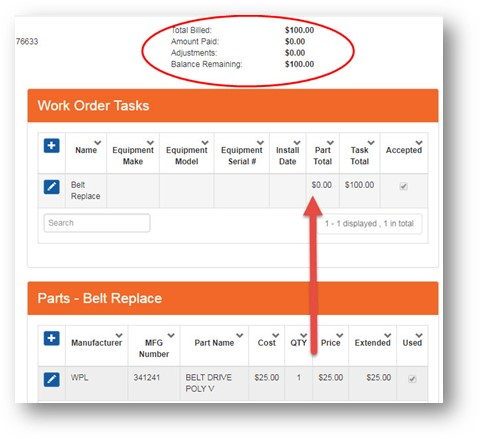 Total Billed: $100.00
76633 Amount Paid: $0.00
Adjustments: $0.00
Balance Remaining: $100.00
Work Order Tasks
Name Equipment Make Equipment Model Equipment Serial # Install Date Part Total Task Total Accepted
Belt Replace $0.00 $100.00
Search 1 - 1 displayed , 1 in total
Parts - Belt Replace
Manufacturer MFG Number Part Name Cost QTY Price Extended Used
WPL 341241 BELT DRIVE POLY V $25.00 1 $25.00 $25.00